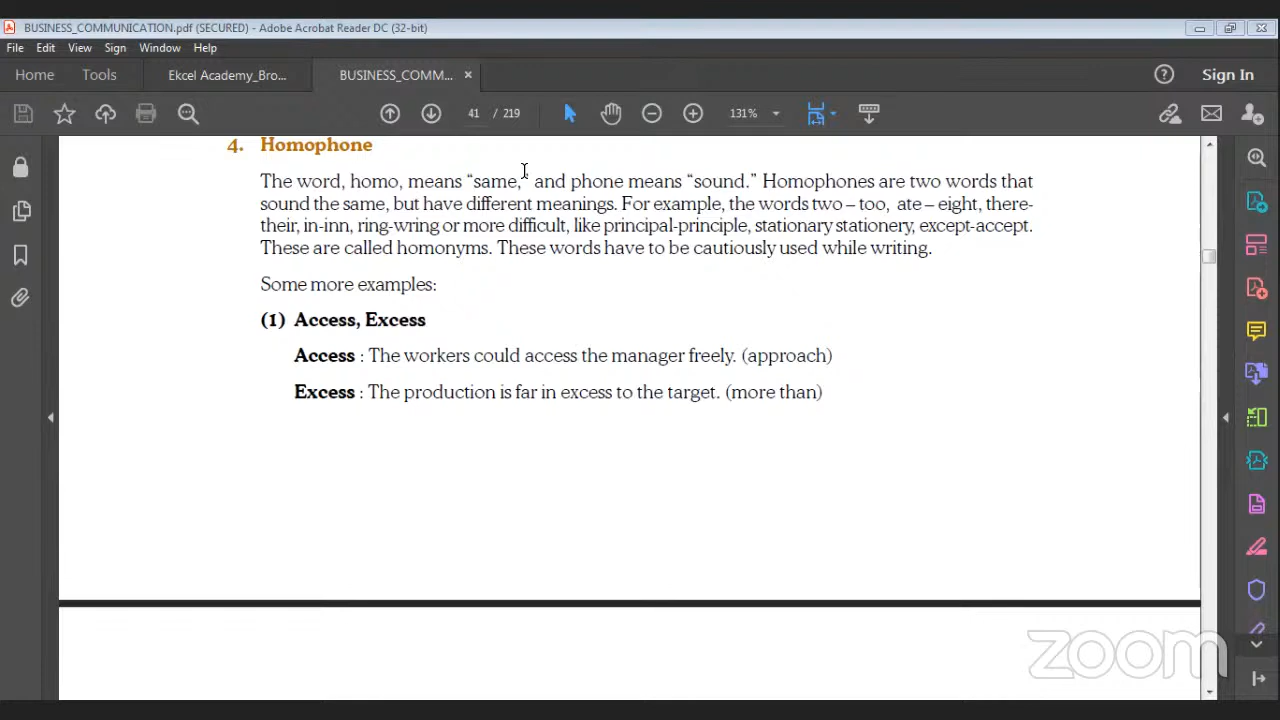 BUSINESS_COMMUNICATION.pdf (SECURED) - Adobe Acrobat Reader DC (32-bit)
File Edit View Sign Window Help
Home Tools Ekcel Academy_Bro... BUSINESS_COMM... × Sign In
41 / 219 131%
4. Homophone
The word, homo, means “same,” and phone means “sound.” Homophones are two words that
sound the same, but have different meanings. For example, the words two – too, ate – eight, there-
their, in-inn, ring-wring or more difficult, like principal-principle, stationary stationery, except-accept.
These are called homonyms. These words have to be cautiously used while writing.
Some more examples:
(1) Access, Excess
Access : The workers could access the manager freely. (approach)
Excess : The production is far in excess to the target. (more than)
zoom